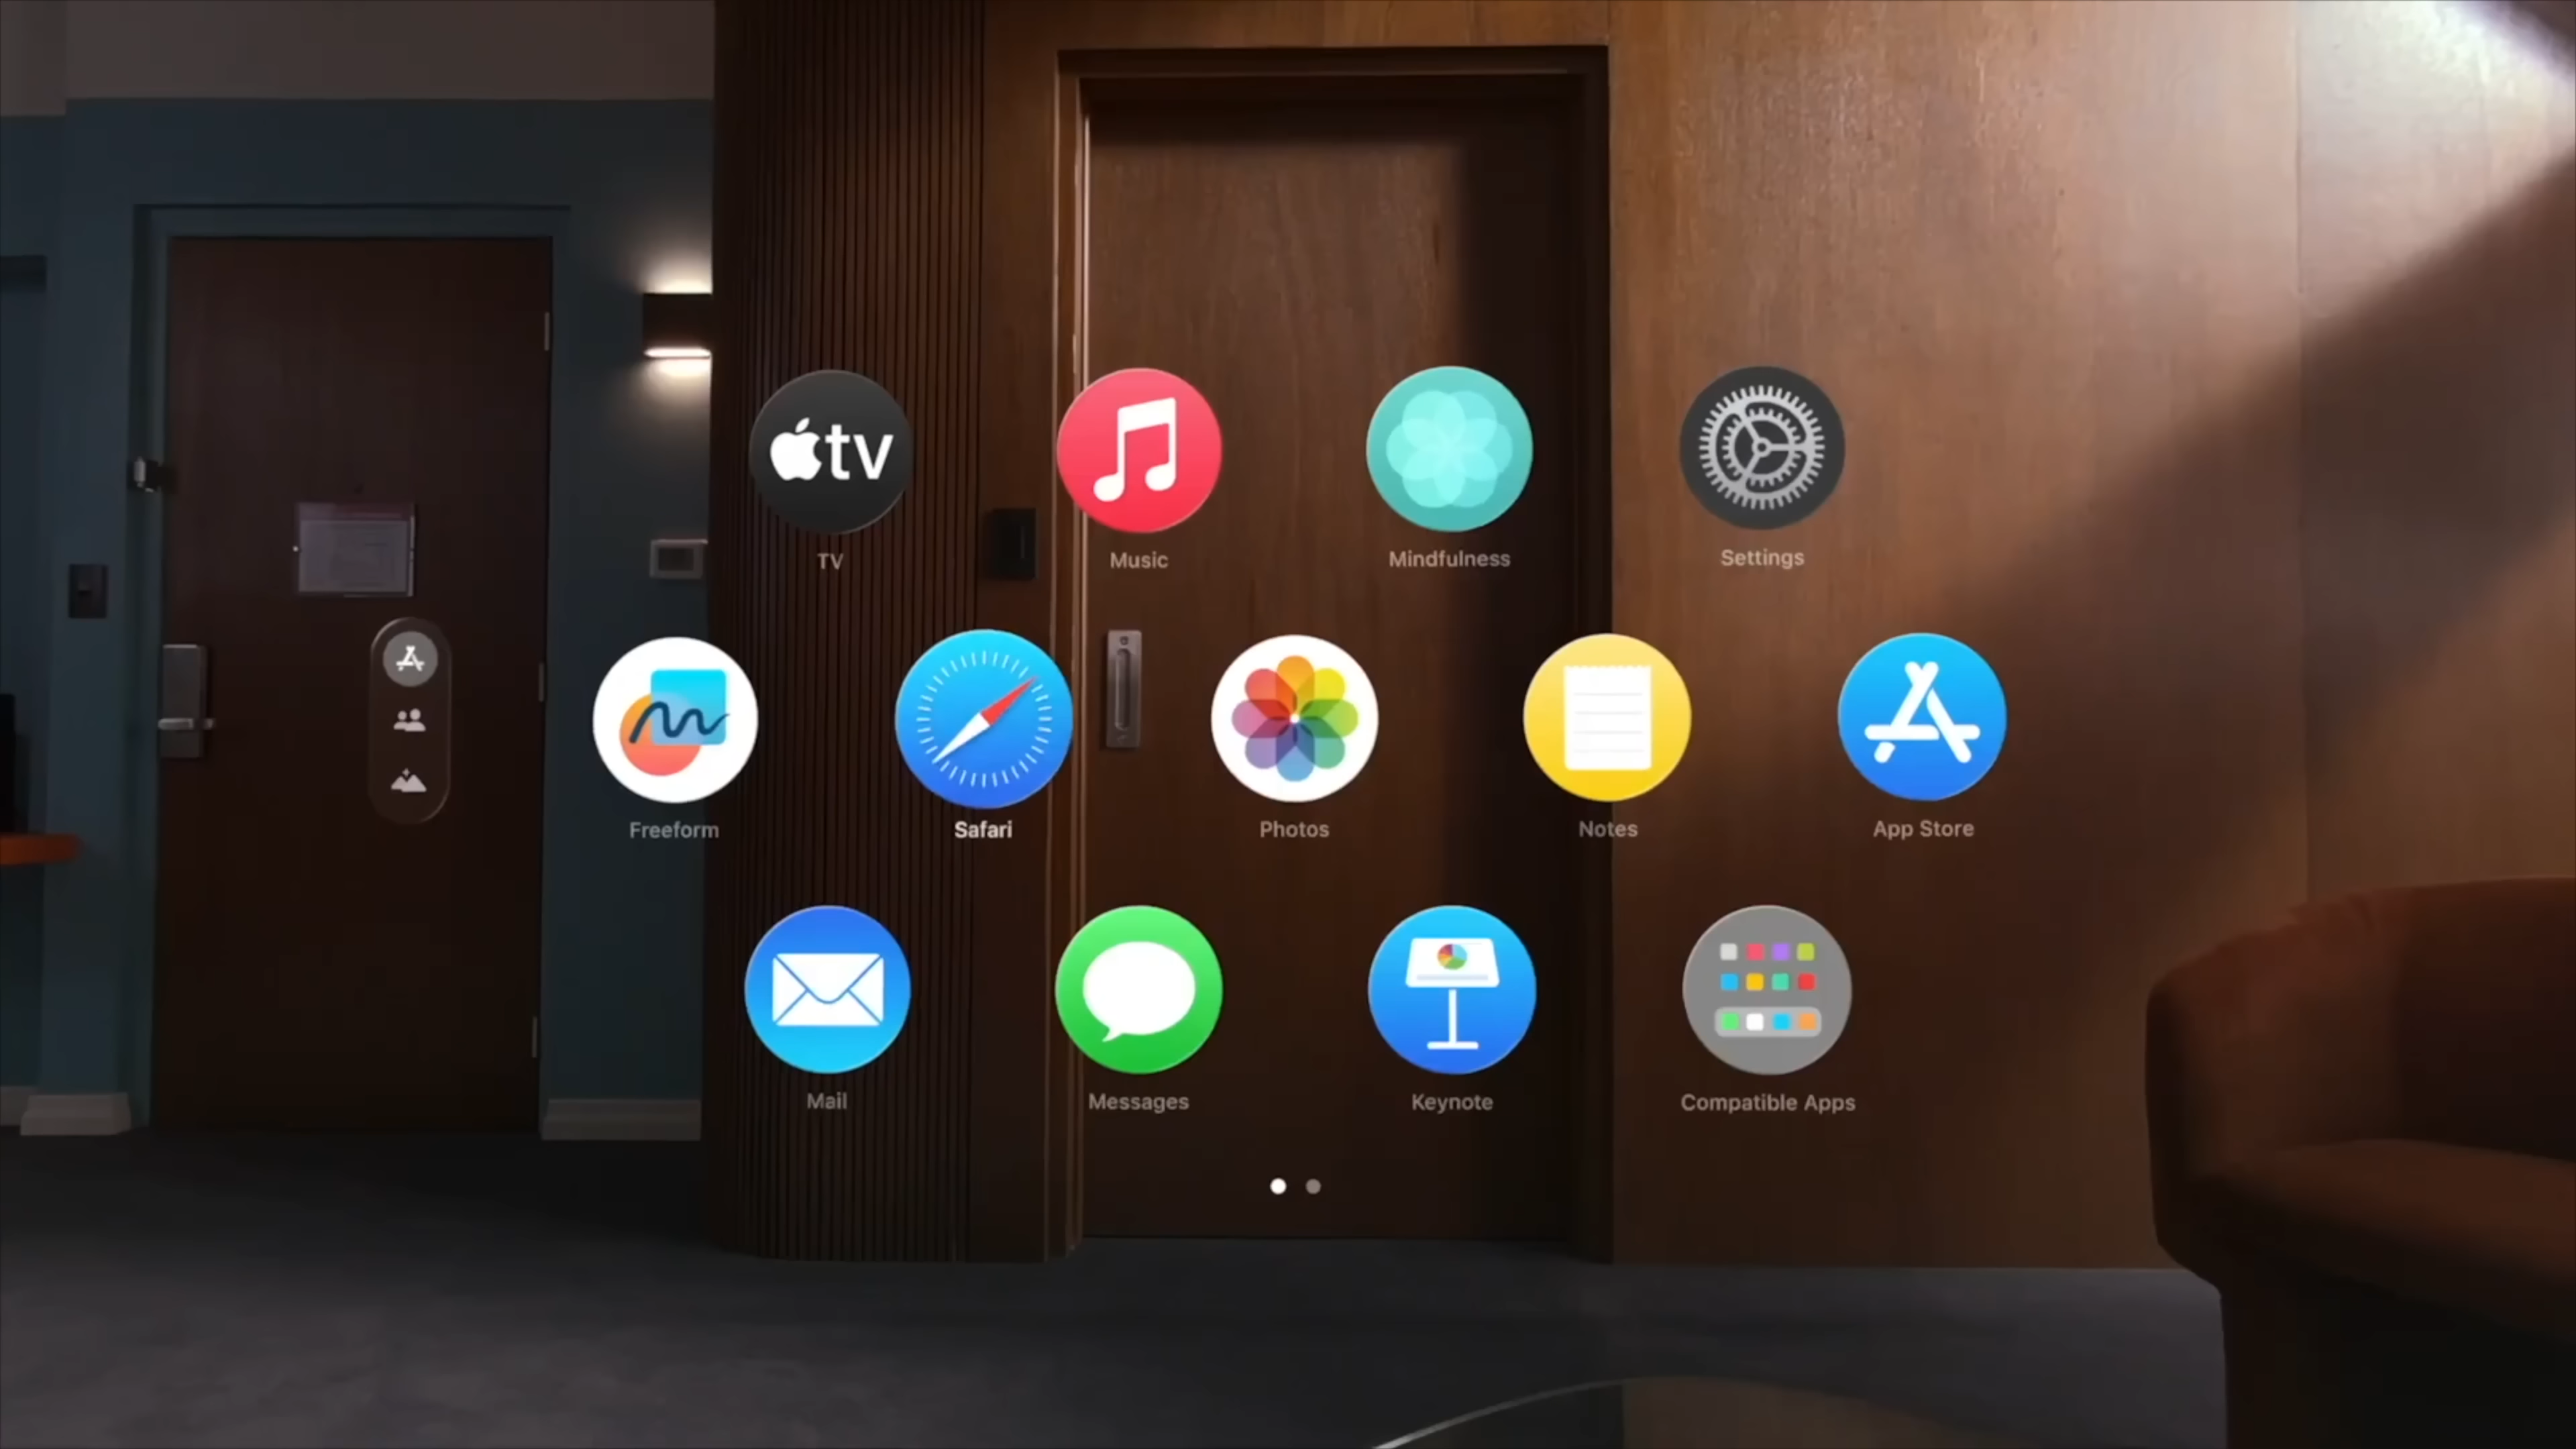 tv
TV
Music
Mindfulness
Settings
Freeform
Safari
Photos
Notes
App Store
Mail
Messages
Keynote
Compatible Apps